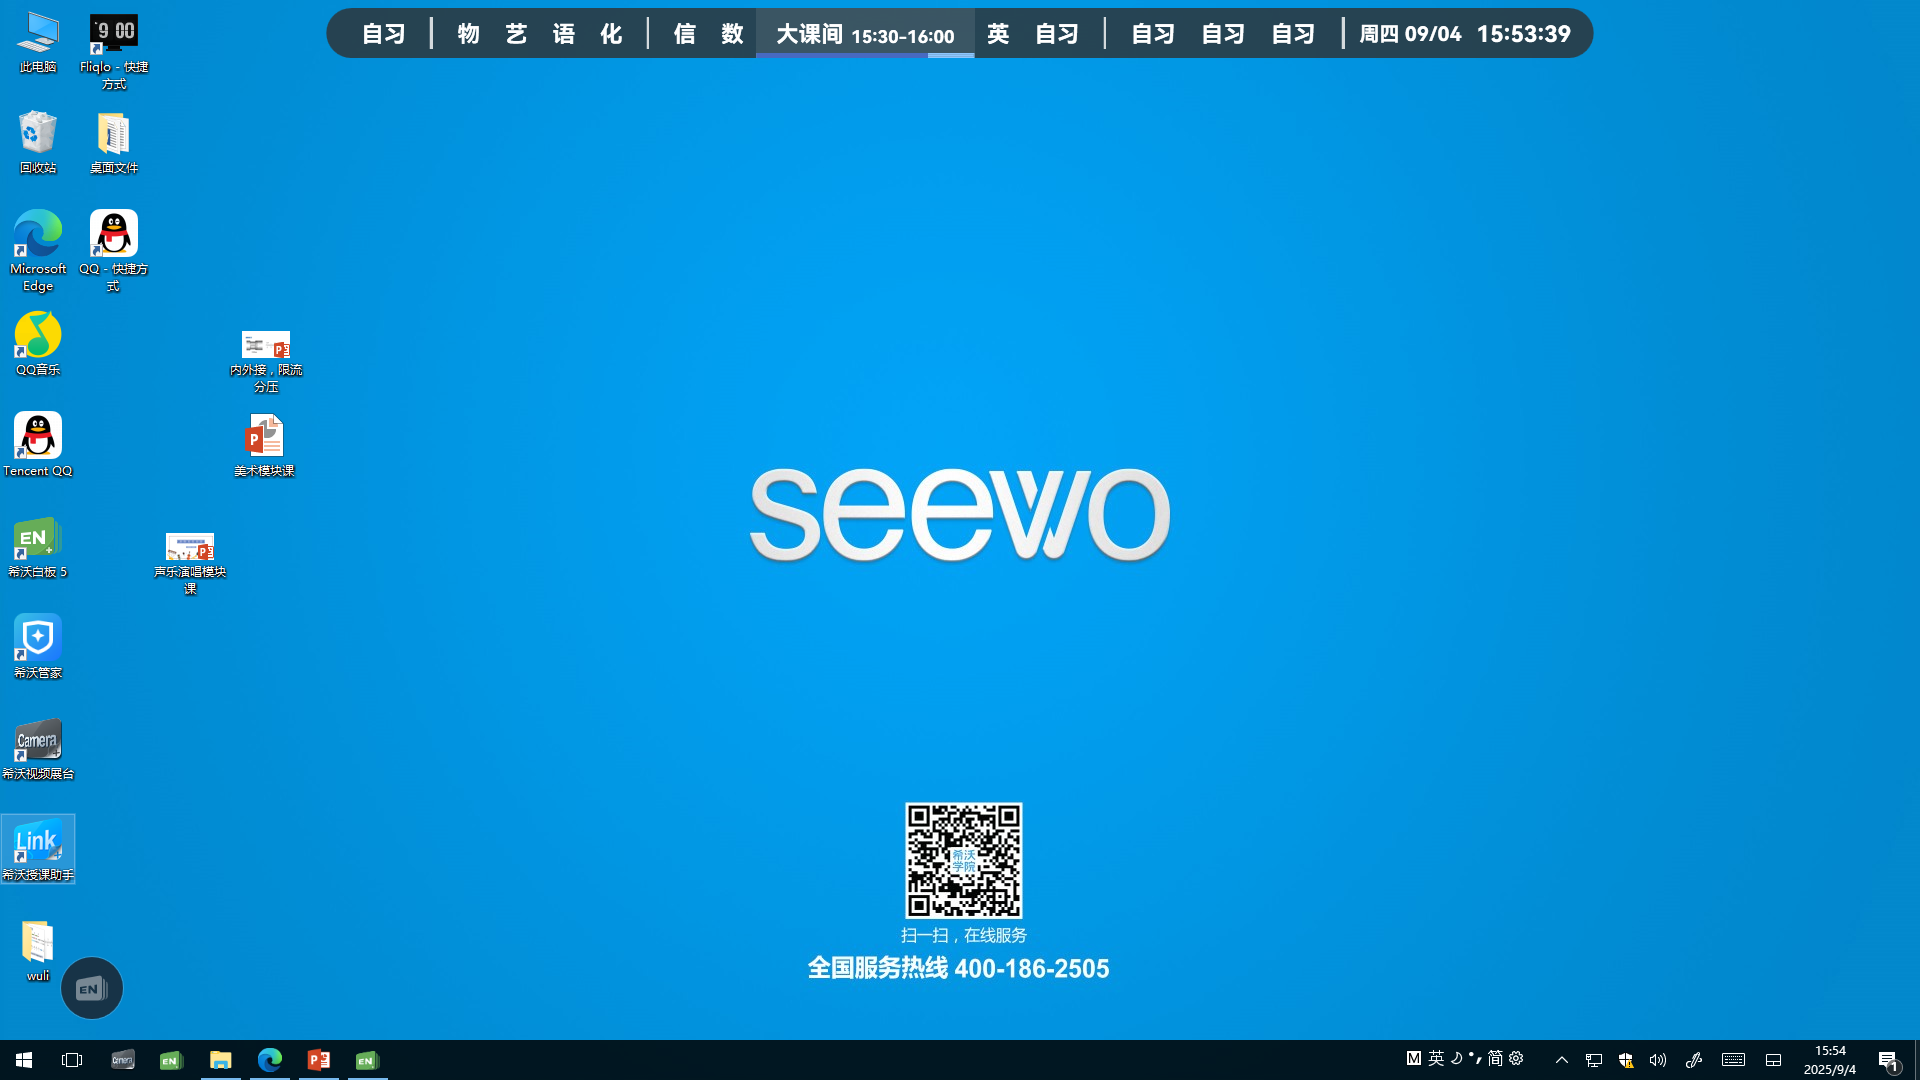 自习 | 物 艺 语 化 | 信 数 大课间 15:30-16:00 英 自习 | 自习 自习 自习 | 周四 09/04 15:53:39
此电脑
9 00
Fliqlo - 快捷
方式
回收站
桌面文件
Microsoft
Edge
QQ - 快捷方
式
QQ音乐
内外接，限流
分压
Tencent QQ
P
美术模块课
EN
希沃白板 5
声乐演唱模块
课
希沃管家
Camera
希沃视频展台
Link
希沃授课助手
wuli
EN
seewo
希沃
学院
扫一扫，在线服务
全国服务热线 400-186-2505
Camera
EN
P
EN
M 英 简
15:54
2025/9/4
1